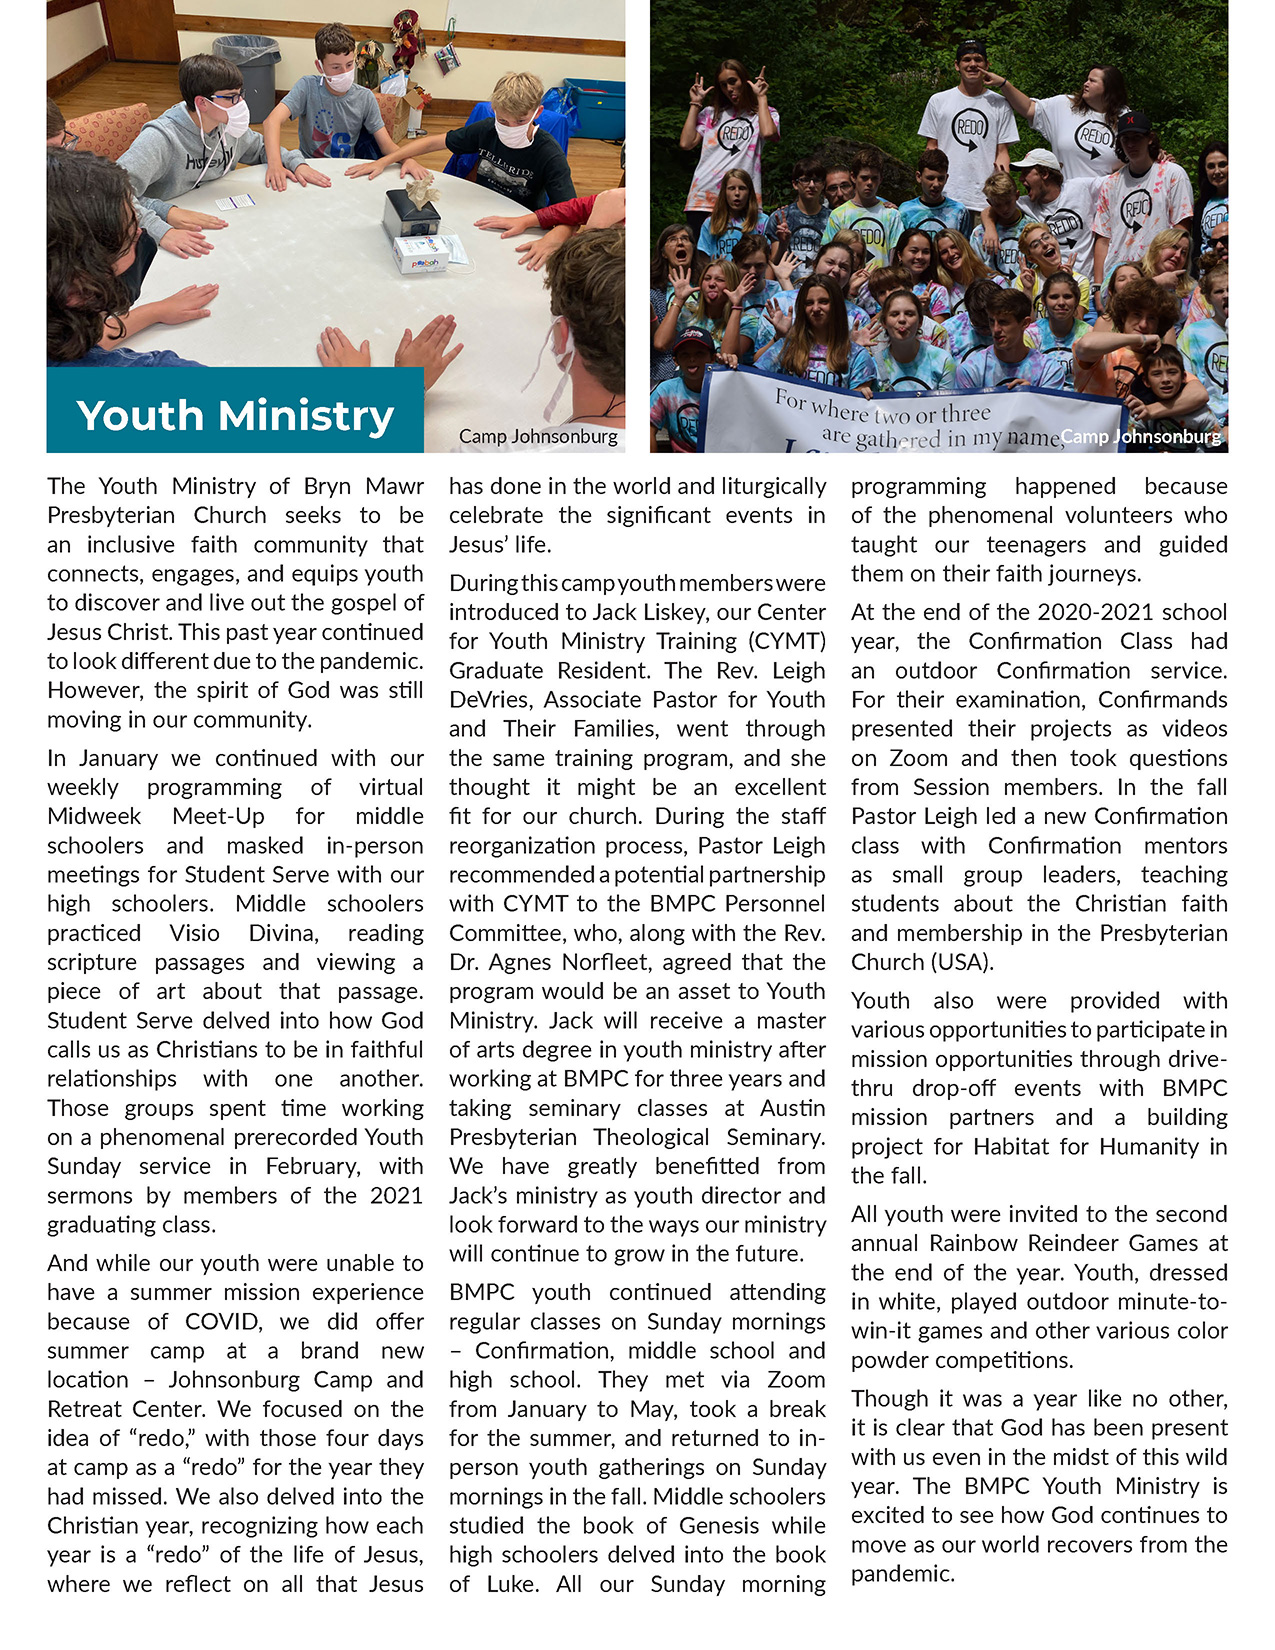 HURLEY
TELLURIDE
6
pooboh
Youth Ministry
Camp Johnsonburg
REDO
REDO
REDO
REDO
REDO
REDO
REDO
For where two or three
are gathered in my name,
Camp Johnsonburg
The Youth Ministry of Bryn Mawr
Presbyterian Church seeks to be
an inclusive faith community that
connects, engages, and equips youth
to discover and live out the gospel of
Jesus Christ. This past year continued
to look different due to the pandemic.
However, the spirit of God was still
moving in our community.
In January we continued with our
weekly programming of virtual
Midweek Meet-Up for middle
schoolers and masked in-person
meetings for Student Serve with our
high schoolers. Middle schoolers
practiced Visio Divina, reading
scripture passages and viewing a
piece of art about that passage.
Student Serve delved into how God
calls us as Christians to be in faithful
relationships with one another.
Those groups spent time working
on a phenomenal prerecorded Youth
Sunday service in February, with
sermons by members of the 2021
graduating class.
And while our youth were unable to
have a summer mission experience
because of COVID, we did offer
summer camp at a brand new
location – Johnsonburg Camp and
Retreat Center. We focused on the
idea of “redo,” with those four days
at camp as a “redo” for the year they
had missed. We also delved into the
Christian year, recognizing how each
year is a “redo” of the life of Jesus,
where we reflect on all that Jesus
has done in the world and liturgically
celebrate the significant events in
Jesus’ life.
During this camp youth members were
introduced to Jack Liskey, our Center
for Youth Ministry Training (CYMT)
Graduate Resident. The Rev. Leigh
DeVries, Associate Pastor for Youth
and Their Families, went through
the same training program, and she
thought it might be an excellent
fit for our church. During the staff
reorganization process, Pastor Leigh
recommended a potential partnership
with CYMT to the BMPC Personnel
Committee, who, along with the Rev.
Dr. Agnes Norfleet, agreed that the
program would be an asset to Youth
Ministry. Jack will receive a master
of arts degree in youth ministry after
working at BMPC for three years and
taking seminary classes at Austin
Presbyterian Theological Seminary.
We have greatly benefitted from
Jack’s ministry as youth director and
look forward to the ways our ministry
will continue to grow in the future.
BMPC youth continued attending
regular classes on Sunday mornings
– Confirmation, middle school and
high school. They met via Zoom
from January to May, took a break
for the summer, and returned to in-
person youth gatherings on Sunday
mornings in the fall. Middle schoolers
studied the book of Genesis while
high schoolers delved into the book
of Luke. All our Sunday morning
programming happened because
of the phenomenal volunteers who
taught our teenagers and guided
them on their faith journeys.
At the end of the 2020-2021 school
year, the Confirmation Class had
an outdoor Confirmation service.
For their examination, Confirmands
presented their projects as videos
on Zoom and then took questions
from Session members. In the fall
Pastor Leigh led a new Confirmation
class with Confirmation mentors
as small group leaders, teaching
students about the Christian faith
and membership in the Presbyterian
Church (USA).
Youth also were provided with
various opportunities to participate in
mission opportunities through drive-
thru drop-off events with BMPC
mission partners and a building
project for Habitat for Humanity in
the fall.
All youth were invited to the second
annual Rainbow Reindeer Games at
the end of the year. Youth, dressed
in white, played outdoor minute-to-
win-it games and other various color
powder competitions.
Though it was a year like no other,
it is clear that God has been present
with us even in the midst of this wild
year. The BMPC Youth Ministry is
excited to see how God continues to
move as our world recovers from the
pandemic.